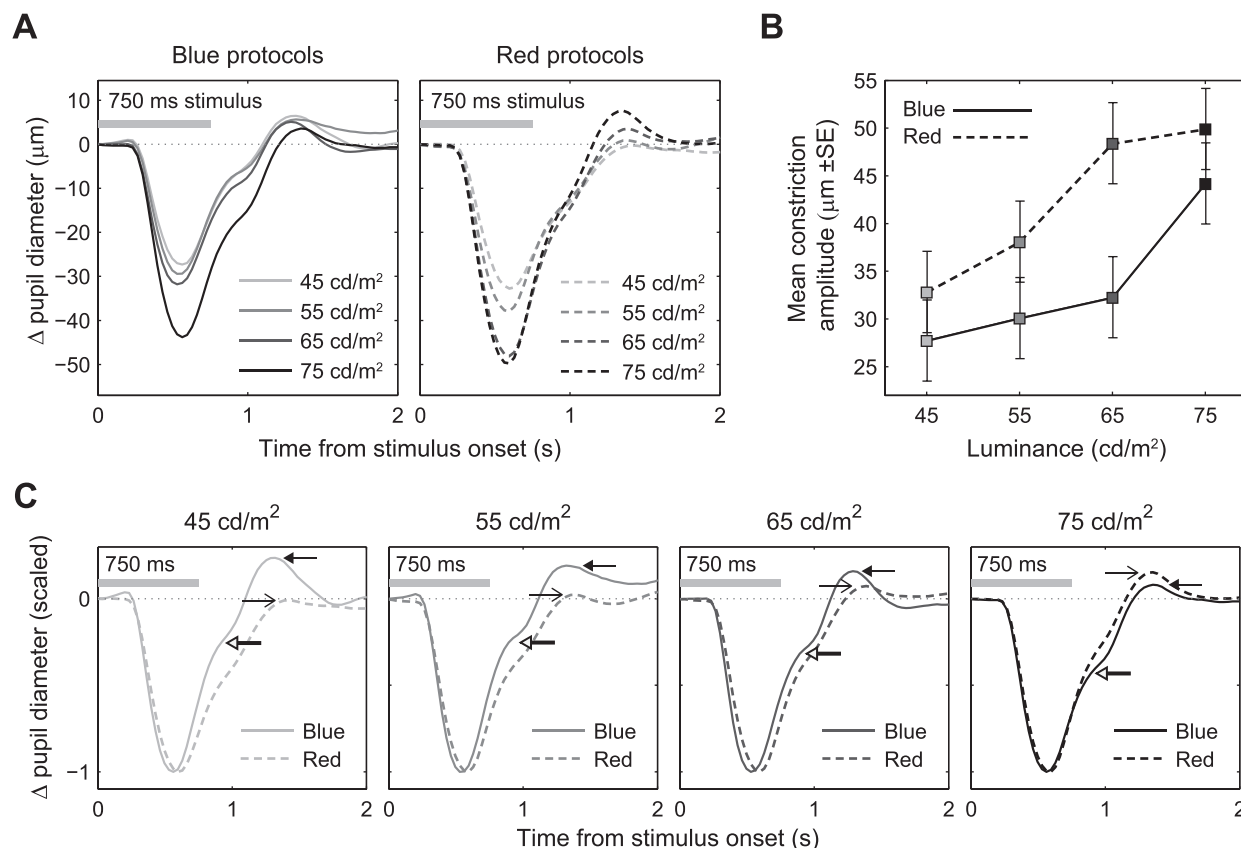 A
Blue protocols
Red protocols
10
0
−10
−20
−30
−40
−50
Δ pupil diameter (μm)
750 ms stimulus
45 cd/m²
55 cd/m²
65 cd/m²
75 cd/m²
0
1
2
750 ms stimulus
45 cd/m²
55 cd/m²
65 cd/m²
75 cd/m²
0
1
2
Time from stimulus onset (s)
B
55
50
45
40
35
30
25
Mean constriction
amplitude (μm ±SE)
Blue
Red
45
55
65
75
Luminance (cd/m²)
C
45 cd/m²
55 cd/m²
65 cd/m²
75 cd/m²
Δ pupil diameter (scaled)
0
−1
750 ms
Blue
Red
0
1
2
750 ms
Blue
Red
0
1
2
750 ms
Blue
Red
0
1
2
750 ms
Blue
Red
0
1
2
Time from stimulus onset (s)